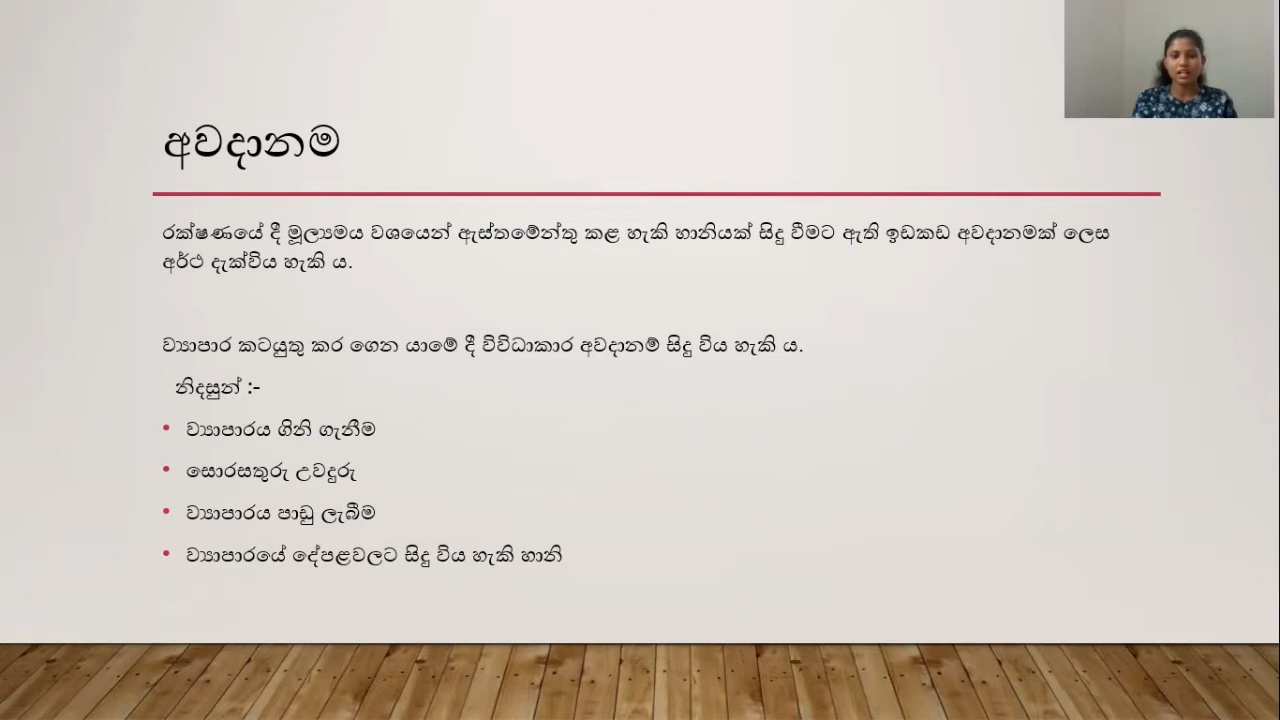 අවදානම
රක්ෂණයේ දී මූල්‍යමය වශයෙන් ඇස්තමේන්තු කළ හැකි හානියක් සිදු වීමට ඇති ඉඩකඩ අවදානමක් ලෙස
අර්ථ දැක්විය හැකි ය.
ව්‍යාපාර කටයුතු කර ගෙන යාමේ දී විවිධාකාර අවදානම් සිදු විය හැකි ය.
නිදසුන් :-
• ව්‍යාපාරය ගිනි ගැනීම
• සොරසතුරු උවදුරු
• ව්‍යාපාරය පාඩු ලැබීම
• ව්‍යාපාරයේ දේපළවලට සිදු විය හැකි හානි